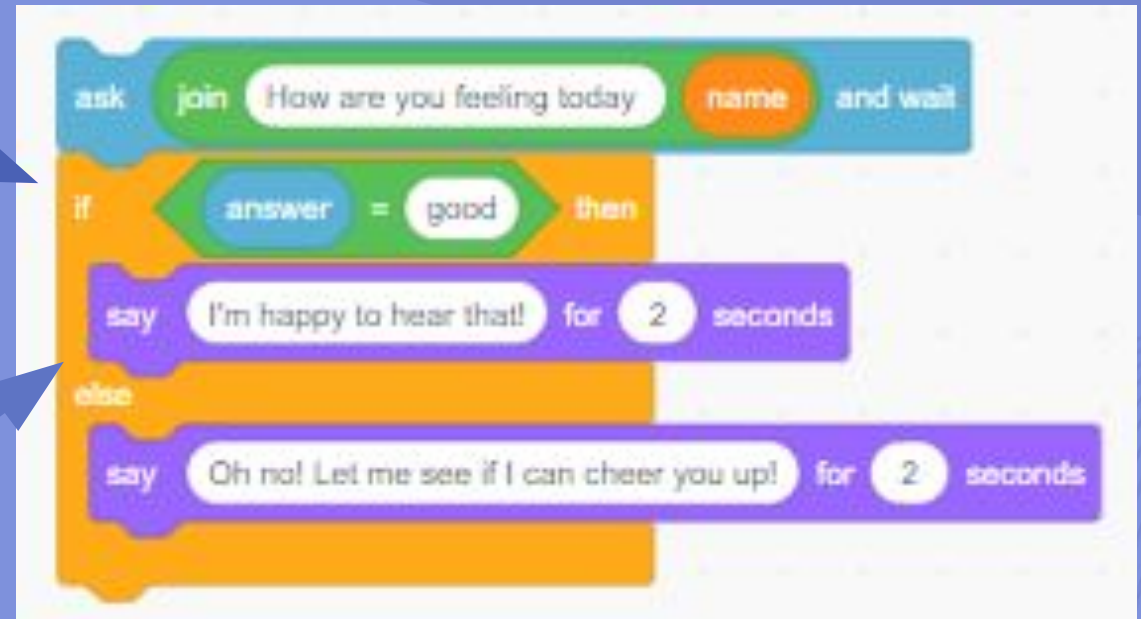 ask join How are you feeling today name and wait
if answer = good then
say I'm happy to hear that! for 2 seconds
else
say Oh no! Let me see if I can cheer you up! for 2 seconds